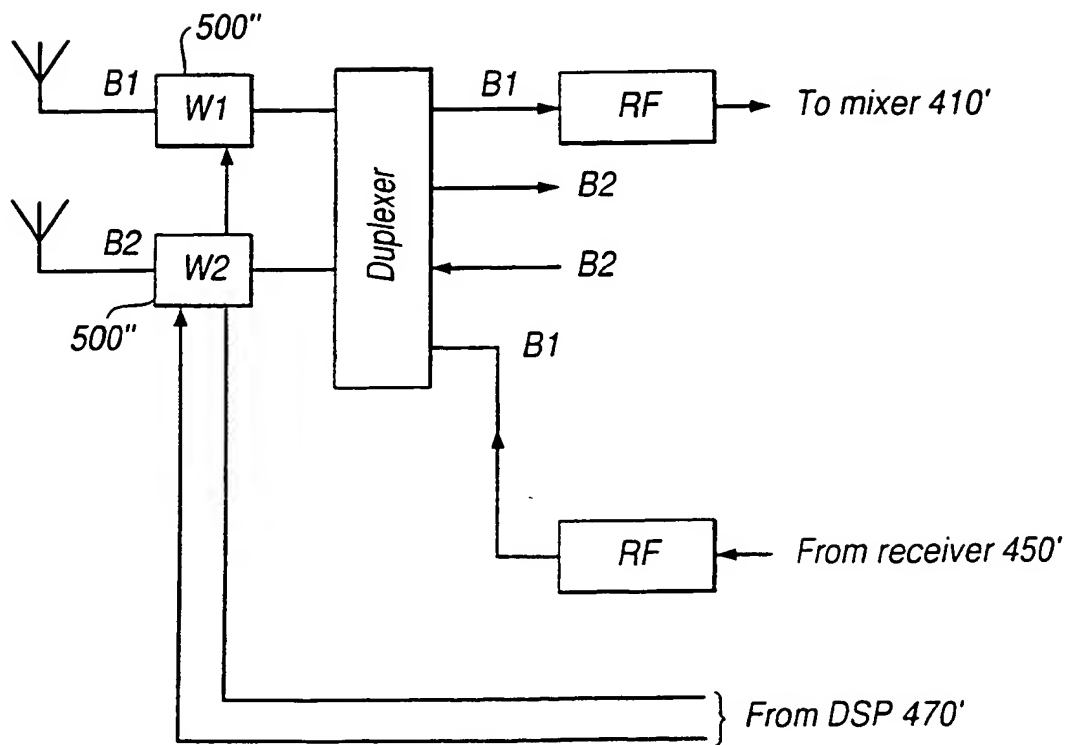 500"
B1
W1
B1
RF
To mixer 410'
B2
B2
W2
Duplexer
B2
500"
B1
RF
From receiver 450'
From DSP 470'